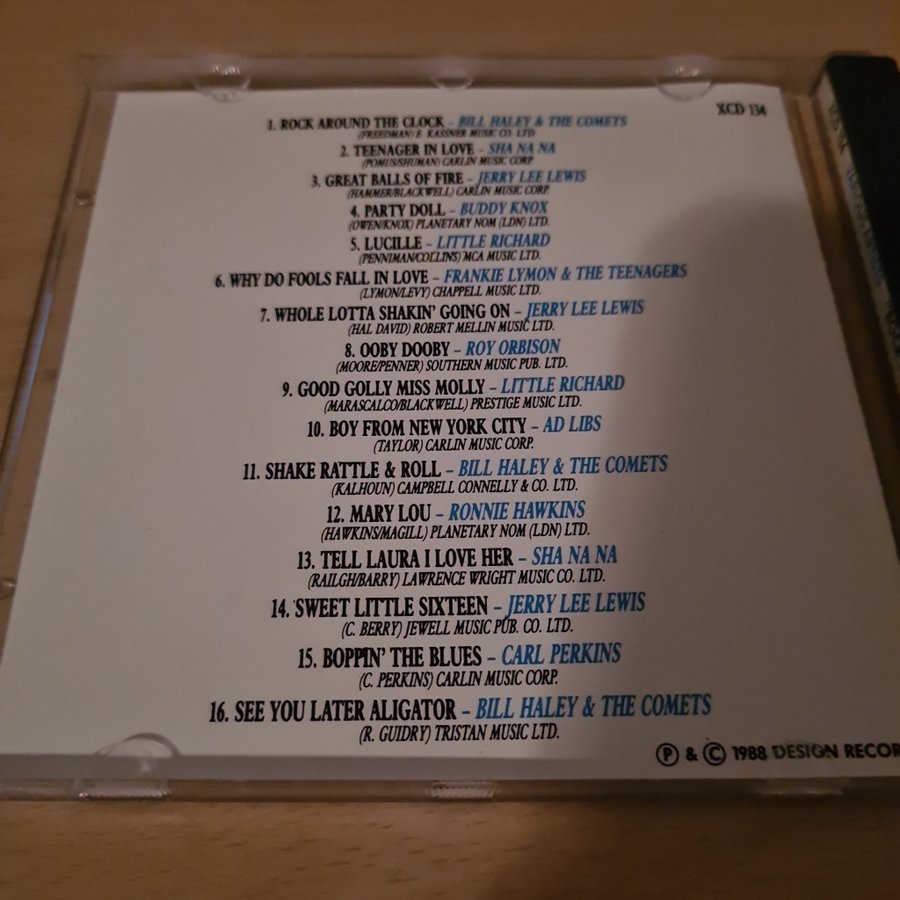 XCD 134
1. ROCK AROUND THE CLOCK – BILL HALEY & THE COMETS
(FREEDMAN) E. KASSNER MUSIC CO. LTD
2. TEENAGER IN LOVE – SHA NA NA
(POMUS/SHUMAN) CARLIN MUSIC CORP.
3. GREAT BALLS OF FIRE – JERRY LEE LEWIS
(HAMMER/BLACKWELL) CARLIN MUSIC CORP.
4. PARTY DOLL – BUDDY KNOX
(OWEN/KNOX) PLANETARY NOM (LDN) LTD.
5. LUCILLE – LITTLE RICHARD
(PENNIMAN/COLLINS) MCA MUSIC LTD.
6. WHY DO FOOLS FALL IN LOVE – FRANKIE LYMON & THE TEENAGERS
(LYMON/LEVY) CHAPPELL MUSIC LTD.
7. WHOLE LOTTA SHAKIN' GOING ON – JERRY LEE LEWIS
(HAL DAVID) ROBERT MELLIN MUSIC LTD.
8. OOBY DOOBY – ROY ORBISON
(MOORE/PENNER) SOUTHERN MUSIC PUB. LTD.
9. GOOD GOLLY MISS MOLLY – LITTLE RICHARD
(MARASCALCO/BLACKWELL) PRESTIGE MUSIC LTD.
10. BOY FROM NEW YORK CITY – AD LIBS
(TAYLOR) CARLIN MUSIC CORP.
11. SHAKE RATTLE & ROLL – BILL HALEY & THE COMETS
(KALHOUN) CAMPBELL CONNELLY & CO. LTD.
12. MARY LOU – RONNIE HAWKINS
(HAWKINS/MAGILL) PLANETARY NOM (LDN) LTD.
13. TELL LAURA I LOVE HER – SHA NA NA
(RAILGH/BARRY) LAWRENCE WRIGHT MUSIC CO. LTD.
14. SWEET LITTLE SIXTEEN – JERRY LEE LEWIS
(C. BERRY) JEWELL MUSIC PUB. CO. LTD.
15. BOPPIN' THE BLUES – CARL PERKINS
(C. PERKINS) CARLIN MUSIC CORP.
16. SEE YOU LATER ALIGATOR – BILL HALEY & THE COMETS
(R. GUIDRY) TRISTAN MUSIC LTD.
Ⓟ & © 1988 DESIGN RECOR